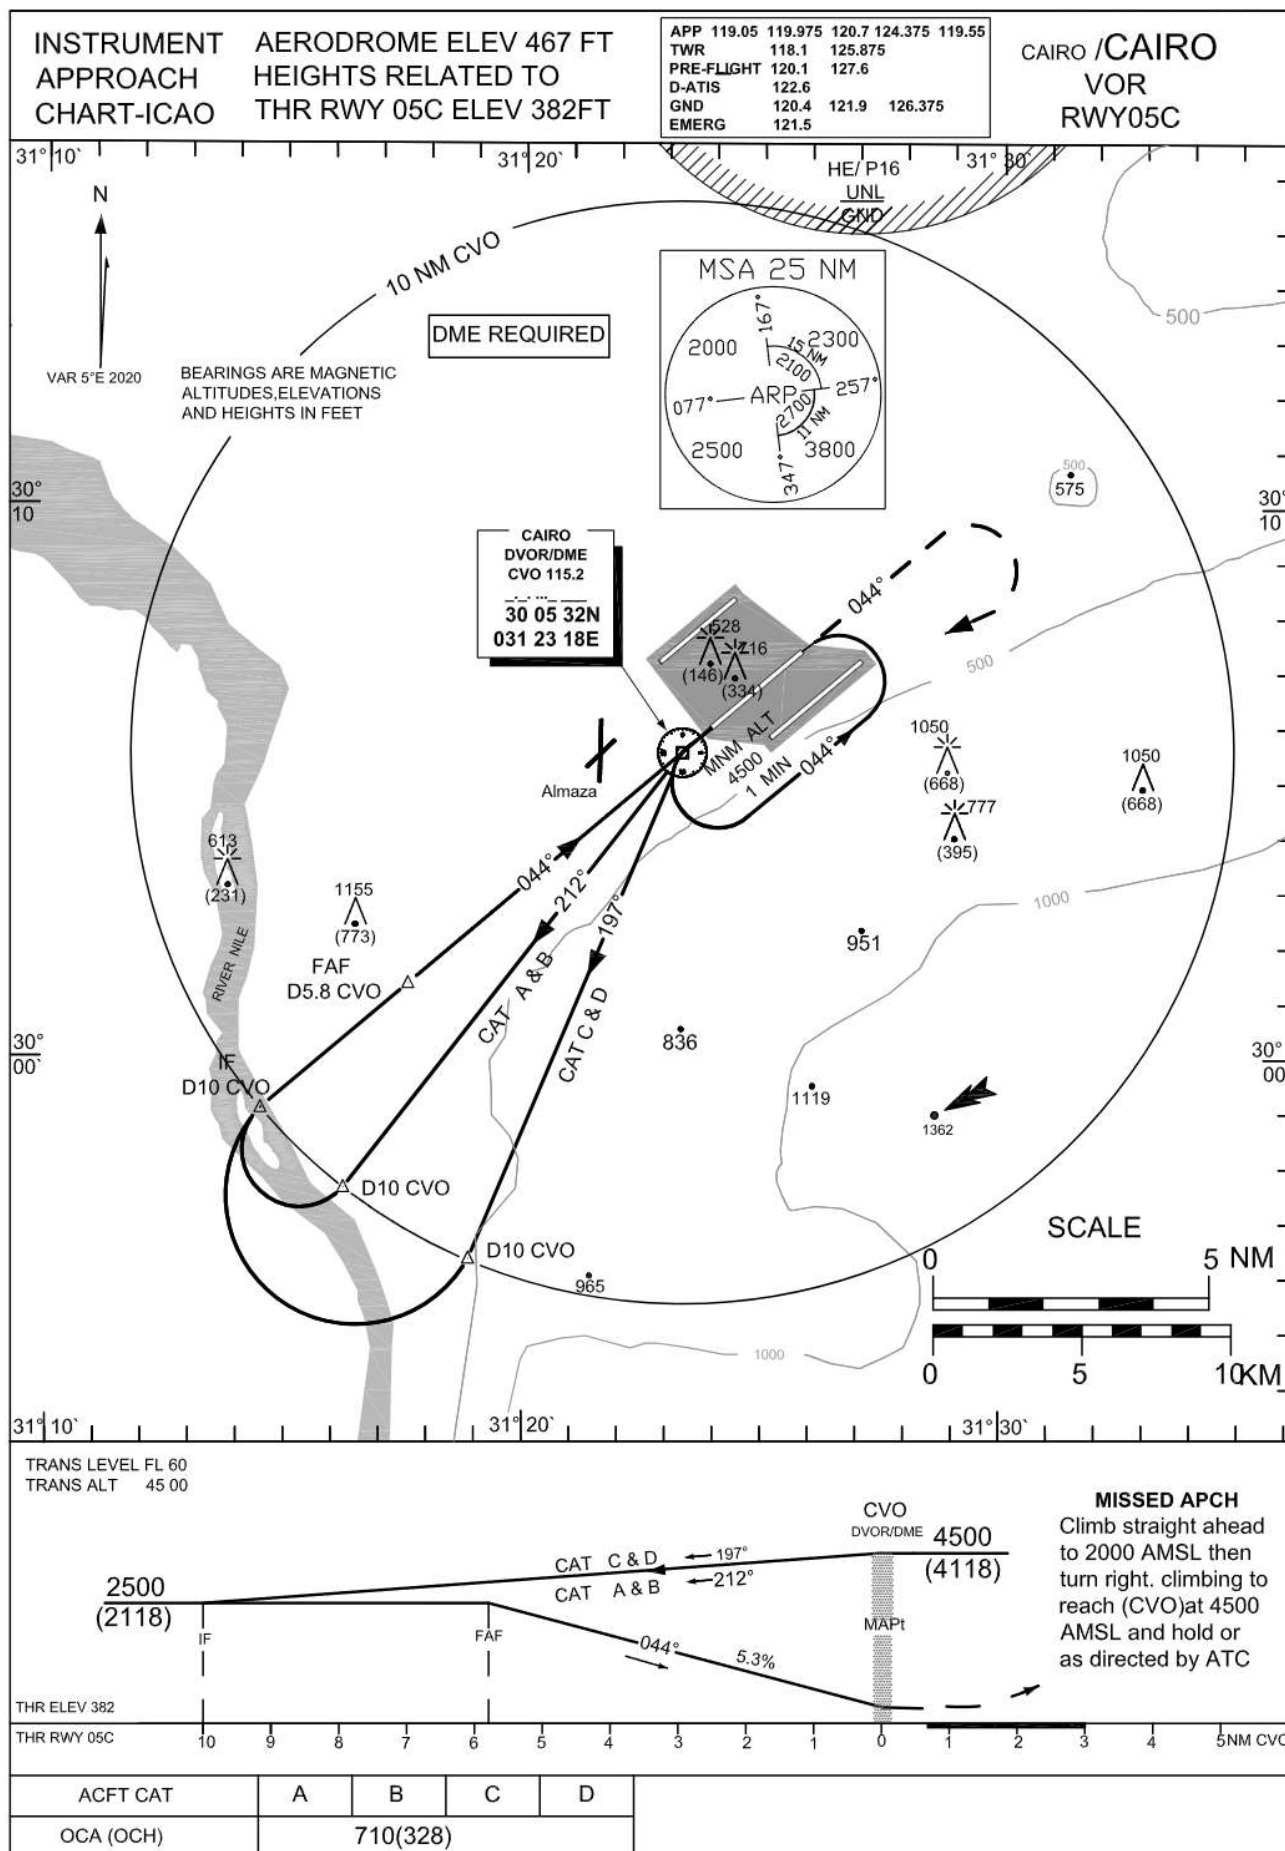 INSTRUMENT
APPROACH
CHART-ICAO
AERODROME ELEV 467 FT
HEIGHTS RELATED TO
THR RWY 05C ELEV 382FT
APP 119.05 119.975 120.7 124.375 119.55
TWR 118.1 125.875
PRE-FLIGHT 120.1 127.6
D-ATIS 122.6
GND 120.4 121.9 126.375
EMERG 121.5
CAIRO /CAIRO
VOR
RWY05C
31° 10`
31° 20`
31° 30`
HE/ P16
UNL
GND
N
VAR 5°E 2020
10 NM CVO
DME REQUIRED
BEARINGS ARE MAGNETIC
ALTITUDES,ELEVATIONS
AND HEIGHTS IN FEET
MSA 25 NM
167°
2000
2300
15 NM
2100
077°
ARP
257°
2700
11 NM
2500
3800
347°
500
500
575
30°
10
30°
10
CAIRO
DVOR/DME
CVO 115.2
_._. ..._ ___
30 05 32N
031 23 18E
044°
528
(146)
716
(334)
500
MNM ALT
4500
1 MIN
044°
Almaza
1050
(668)
1050
(668)
777
(395)
613
(231)
1155
(773)
044°
212°
197°
1000
951
RIVER NILE
FAF
D5.8 CVO
CAT A & B
CAT C & D
836
30°
00`
30°
00
IF
D10 CVO
1119
1362
D10 CVO
D10 CVO
965
SCALE
0 5 NM
0 5 10KM
1000
31° 10`
31° 20`
31° 30`
TRANS LEVEL FL 60
TRANS ALT 45 00
CVO
DVOR/DME
4500
(4118)
CAT C & D
197°
CAT A & B
212°
2500
(2118)
IF
FAF
MAPt
044°
5.3%
MISSED APCH
Climb straight ahead
to 2000 AMSL then
turn right. climbing to
reach (CVO)at 4500
AMSL and hold or
as directed by ATC
THR ELEV 382
THR RWY 05C
10 9 8 7 6 5 4 3 2 1 0 1 2 3 4 5NM CVO
ACFT CAT A B C D
OCA (OCH) 710(328)